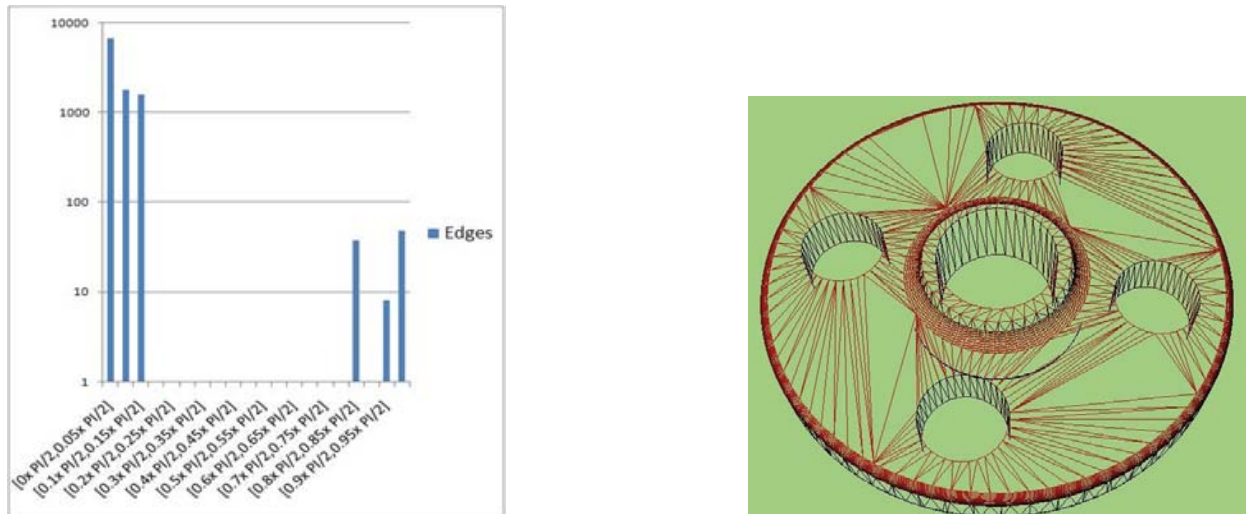 10000
1000
100
10
1
Edges
[0x PI/2,0.05x PI/2]
[0.1x PI/2,0.15x PI/2]
[0.2x PI/2,0.25x PI/2]
[0.3x PI/2,0.35x PI/2]
[0.4x PI/2,0.45x PI/2]
[0.5x PI/2,0.55x PI/2]
[0.6x PI/2,0.65x PI/2]
[0.7x PI/2,0.75x PI/2]
[0.8x PI/2,0.85x PI/2]
[0.9x PI/2,0.95x PI/2]